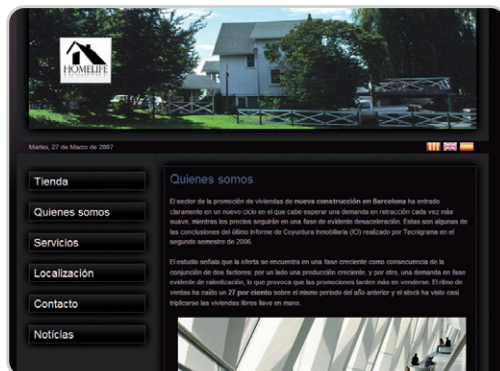 HOMELIFE
Martes, 27 de Marzo de 2007
Tienda
Quienes somos
Servicios
Localización
Contacto
Notícias
Quienes somos
El sector de la promoción de viviendas de nueva construcción en Barcelona ha entrado
claramente en un nuevo ciclo en el que cabe esperar una demanda en retracción cada vez más
suave, mientras los precios seguirán en una fase de evidente desaceleración. Estas son algunas de
las conclusiones del último Informe de Coyuntura Inmobiliaria (ICI) realizado por Tecnigrama en el
segundo semestre de 2006.
El estudio señala que la oferta se encuentra en una fase creciente como consecuencia de la
conjunción de dos factores: por un lado una producción creciente, y por otro, una demanda en fase
evidente de ralentización, lo que provoca que las promociones tarden más en venderse. El ritmo de
ventas ha caído un 27 por ciento sobre el mismo período del año anterior y el stock ha visto casi
triplicarse las viviendas libres llave en mano.